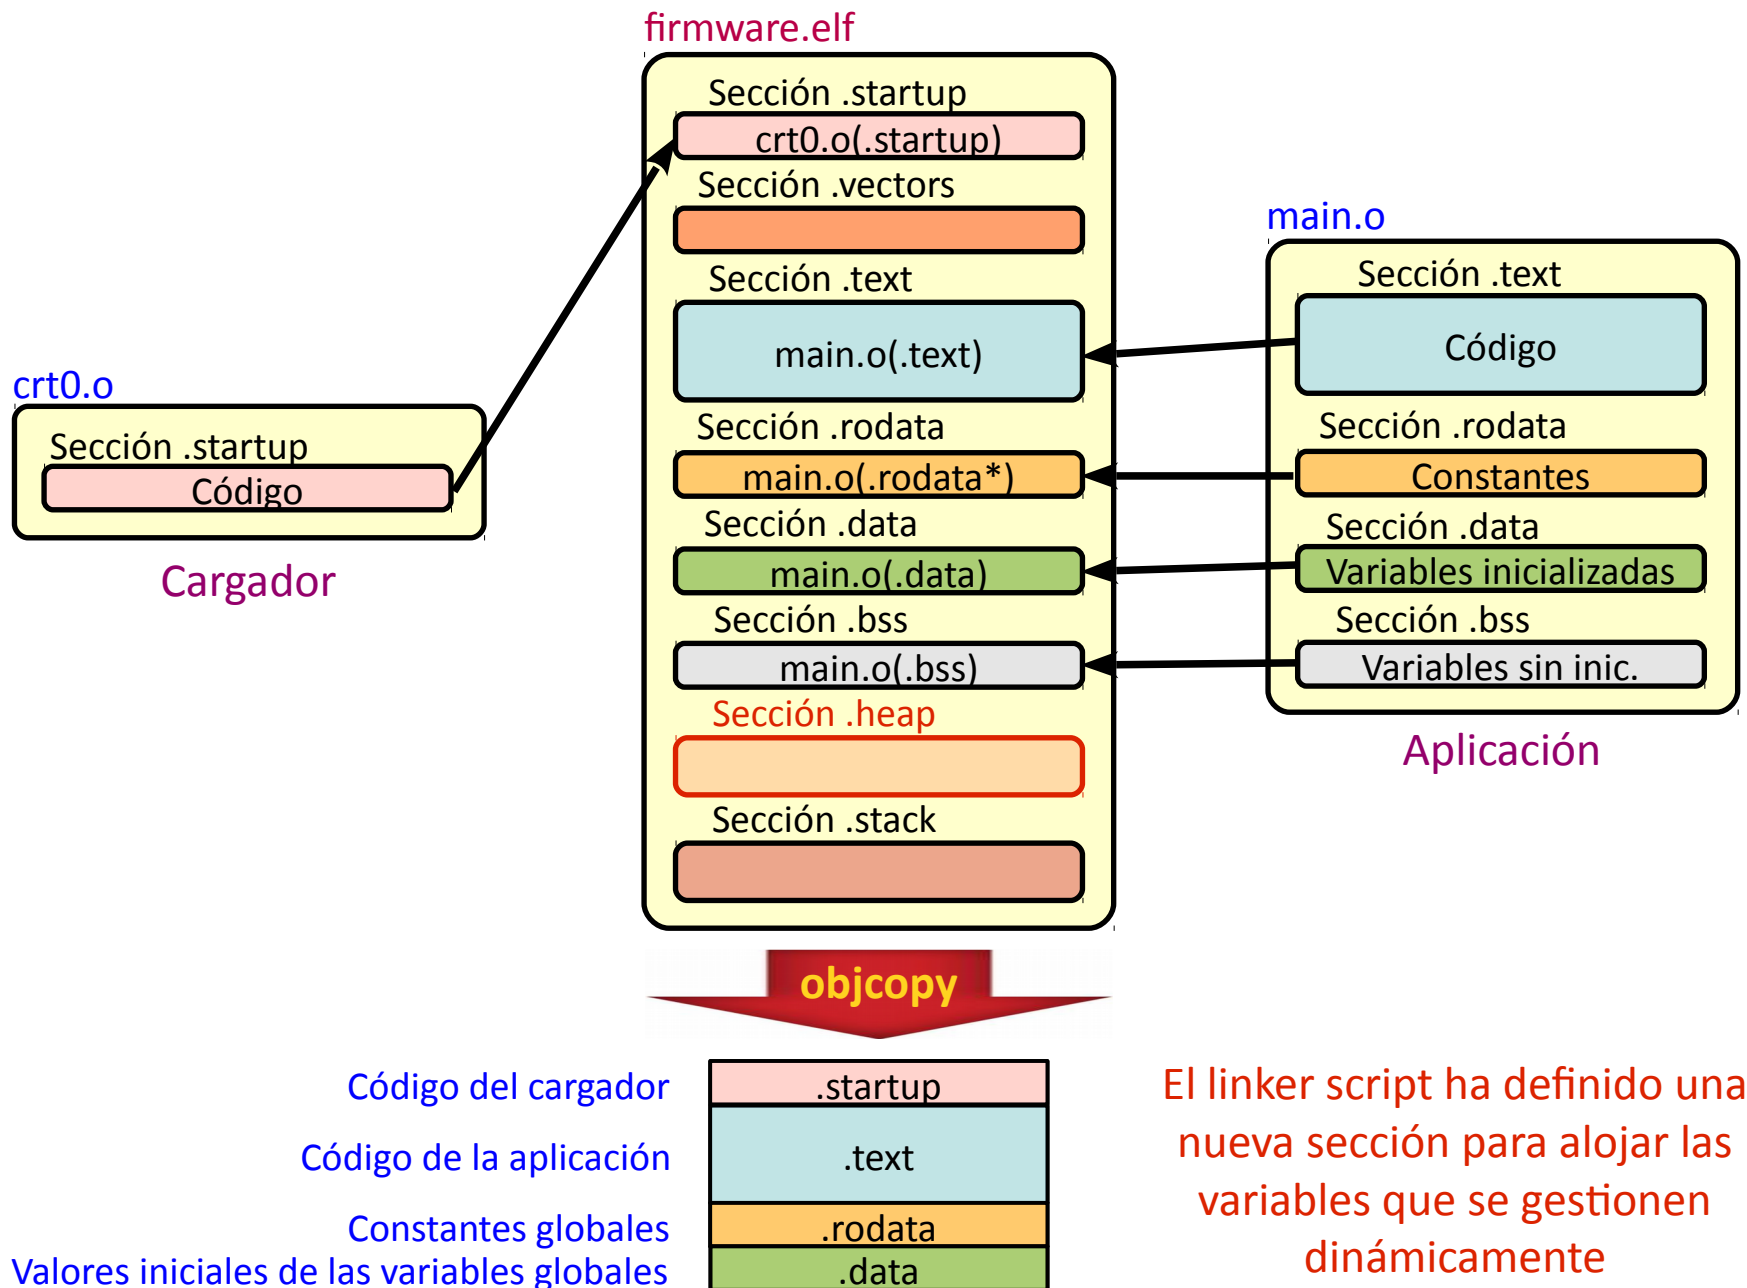 firmware.elf
Sección .startup
crt0.o(.startup)
Sección .vectors
Sección .text
main.o(.text)
Sección .rodata
main.o(.rodata*)
Sección .data
main.o(.data)
Sección .bss
main.o(.bss)
Sección .heap
Sección .stack
crt0.o
Sección .startup
Código
Cargador
main.o
Sección .text
Código
Sección .rodata
Constantes
Sección .data
Variables inicializadas
Sección .bss
Variables sin inic.
Aplicación
objcopy
Código del cargador
.startup
Código de la aplicación
.text
Constantes globales
.rodata
Valores iniciales de las variables globales
.data
El linker script ha definido una
nueva sección para alojar las
variables que se gestionen
dinámicamente